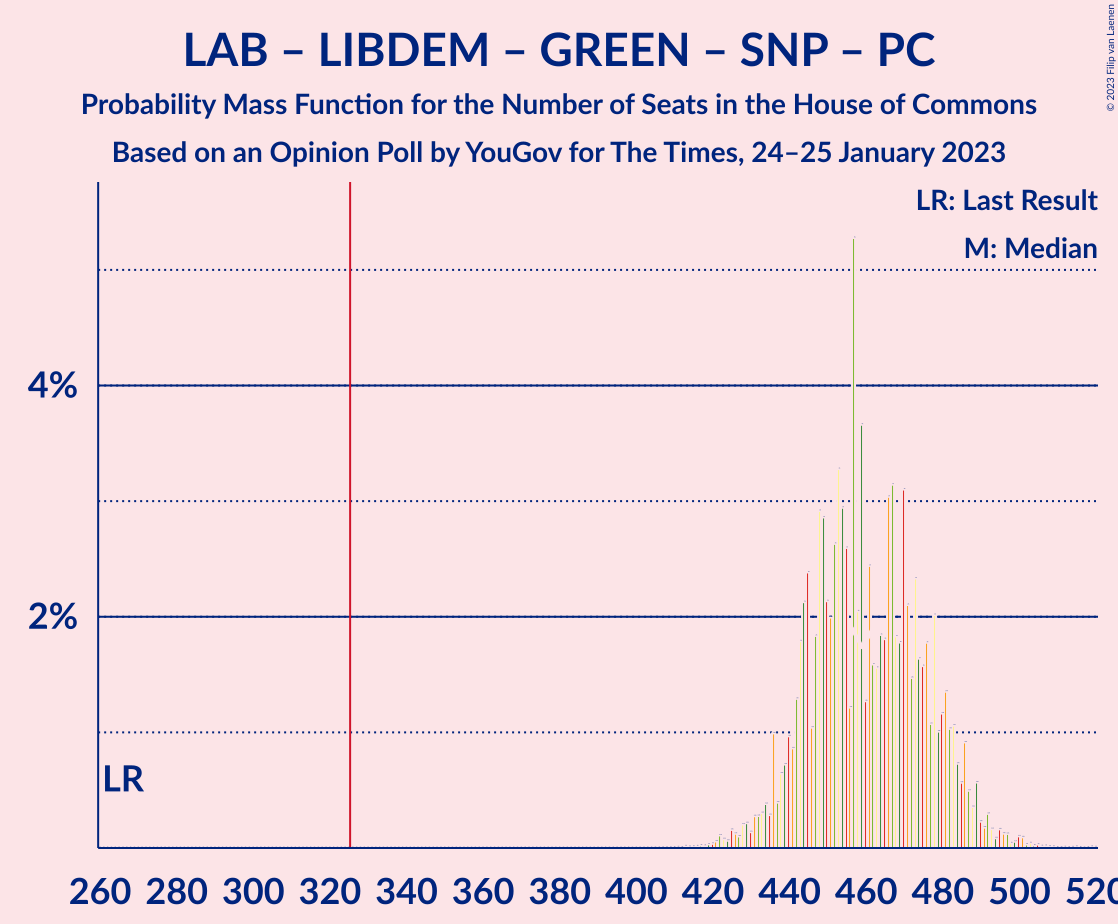 LAB – LIBDEM – GREEN – SNP – PC
Probability Mass Function for the Number of Seats in the House of Commons
Based on an Opinion Poll by YouGov for The Times, 24–25 January 2023
© 2023 Filip van Laenen
LR: Last Result
M: Median
4%
2%
LR
260 280 300 320 340 360 380 400 420 440 460 480 500 520